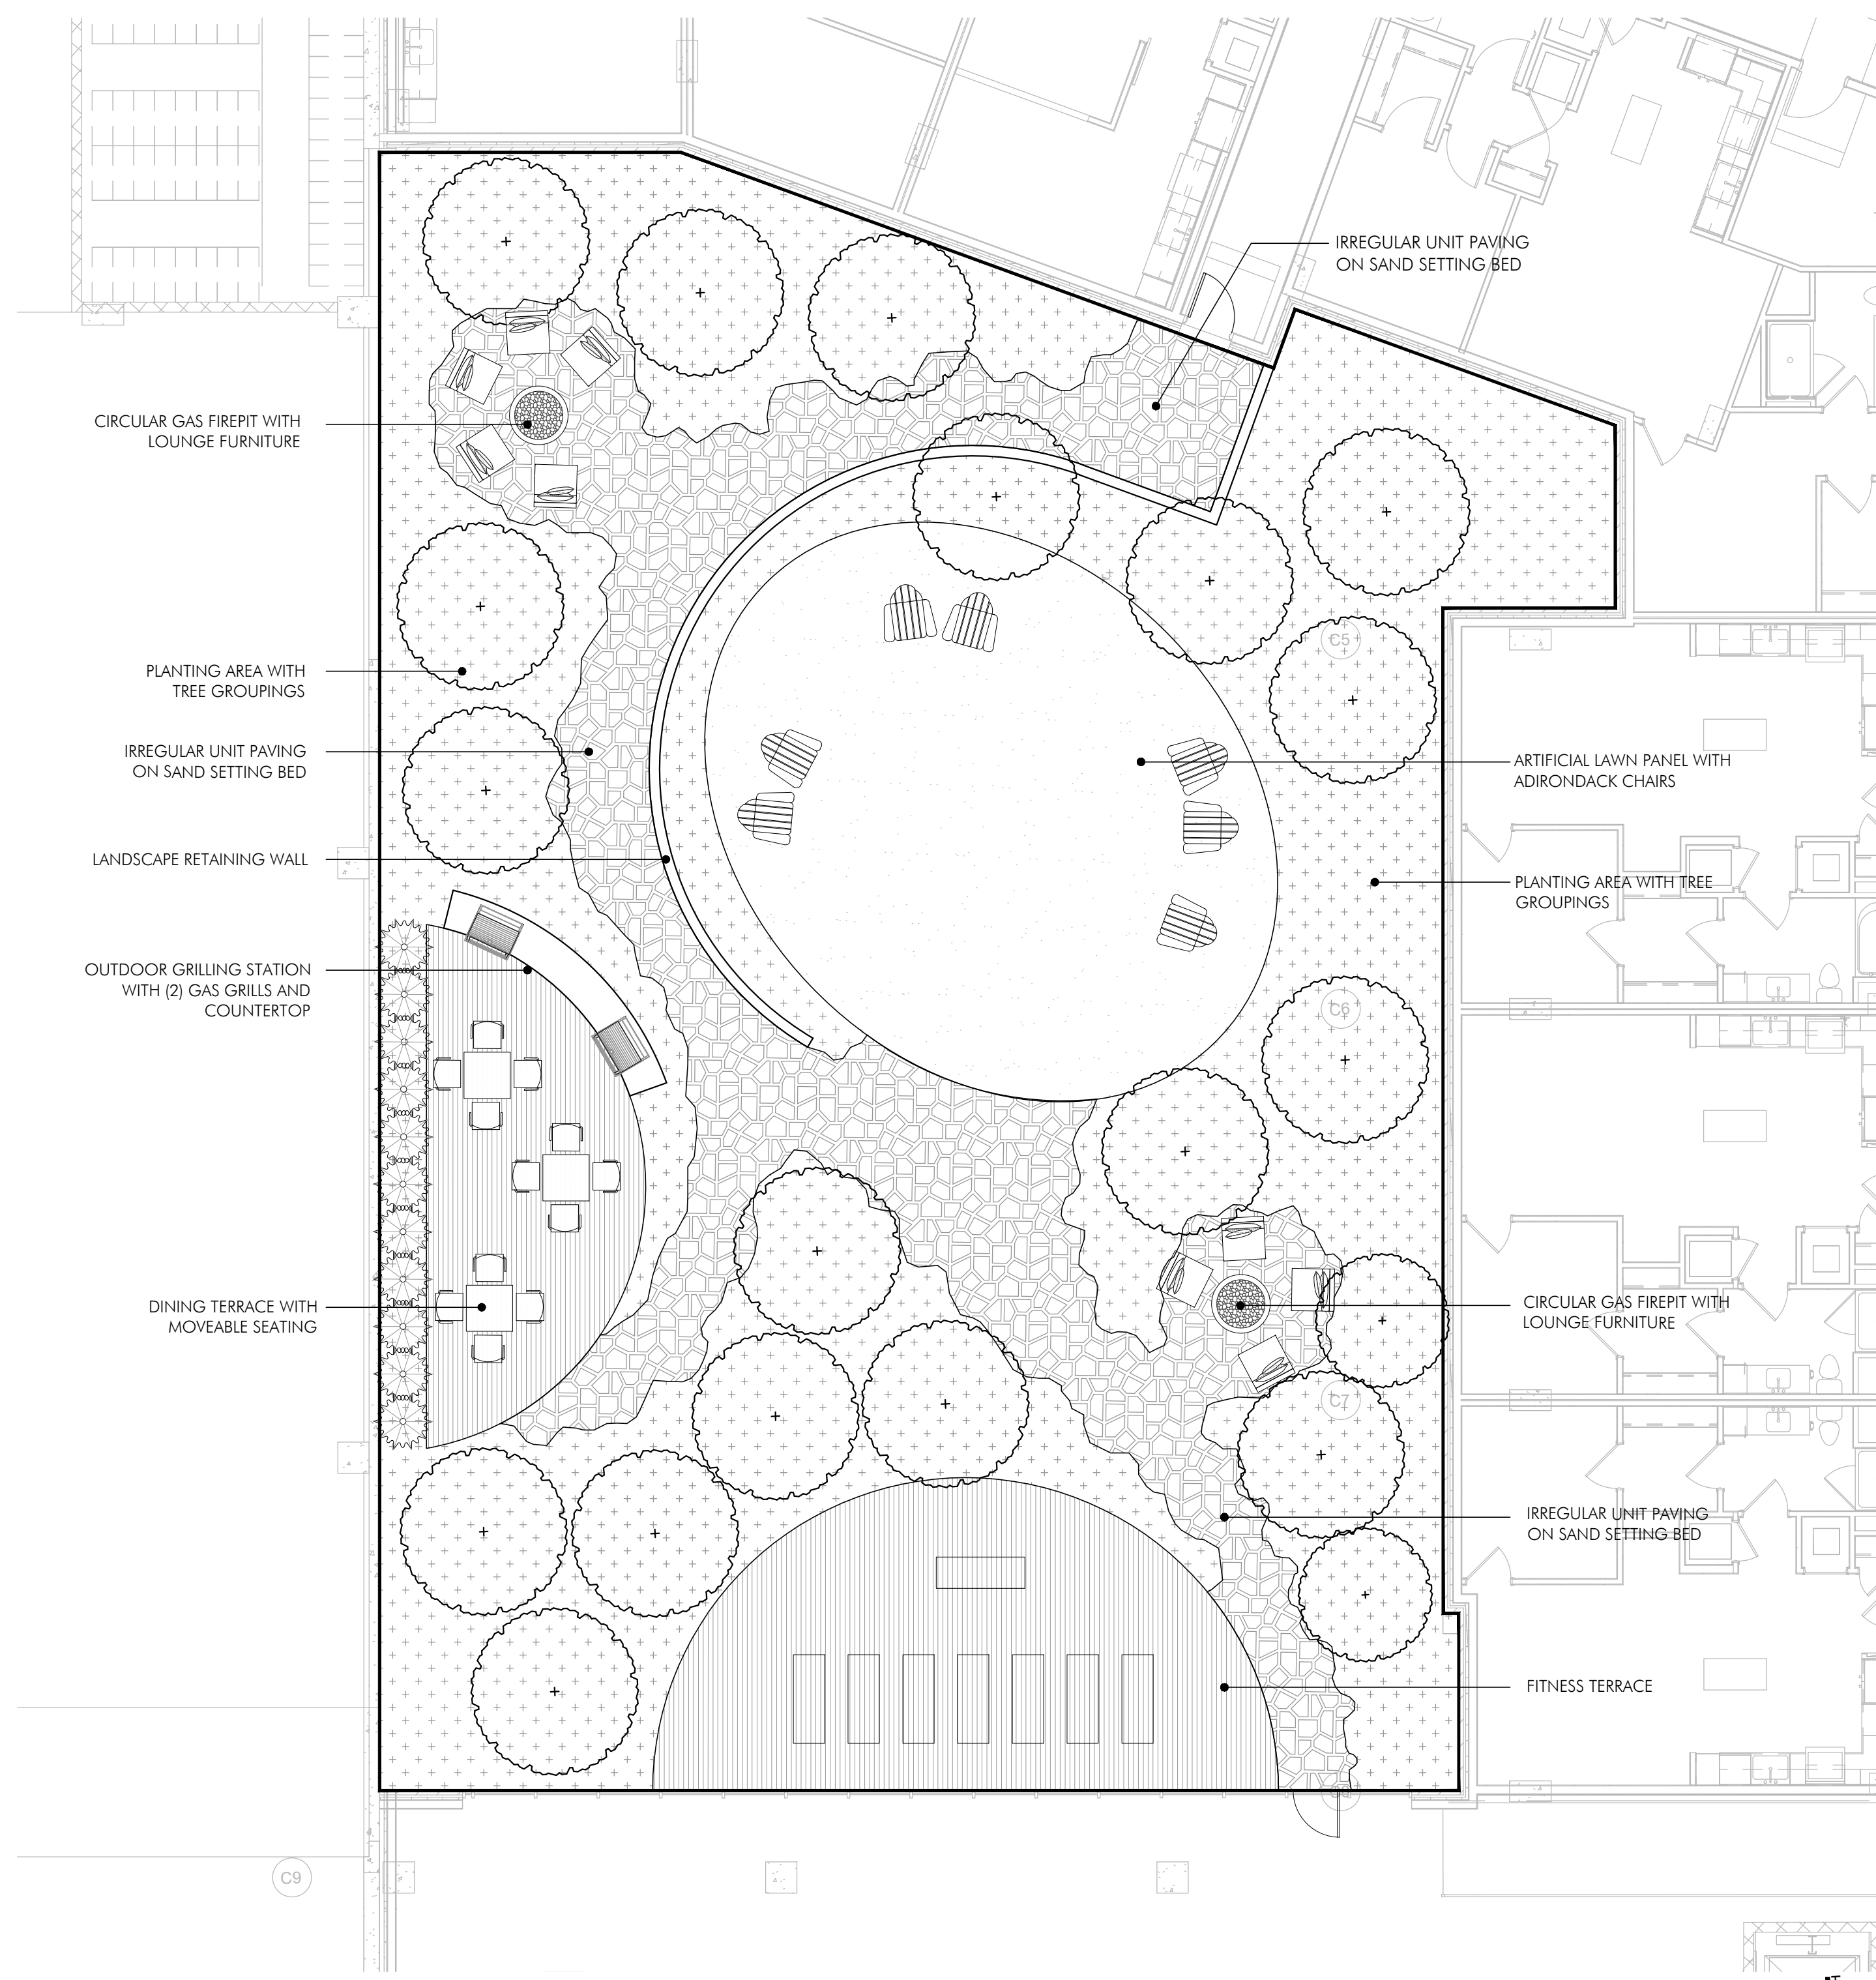 IRREGULAR UNIT PAVING
ON SAND SETTING BED
CIRCULAR GAS FIREPIT WITH
LOUNGE FURNITURE
C5
PLANTING AREA WITH
TREE GROUPINGS
IRREGULAR UNIT PAVING
ON SAND SETTING BED
ARTIFICIAL LAWN PANEL WITH
ADIRONDACK CHAIRS
LANDSCAPE RETAINING WALL
PLANTING AREA WITH TREE
GROUPINGS
OUTDOOR GRILLING STATION
WITH (2) GAS GRILLS AND
COUNTERTOP
C6
DINING TERRACE WITH
MOVEABLE SEATING
CIRCULAR GAS FIREPIT WITH
LOUNGE FURNITURE
C7
IRREGULAR UNIT PAVING
ON SAND SETTING BED
FITNESS TERRACE
C9